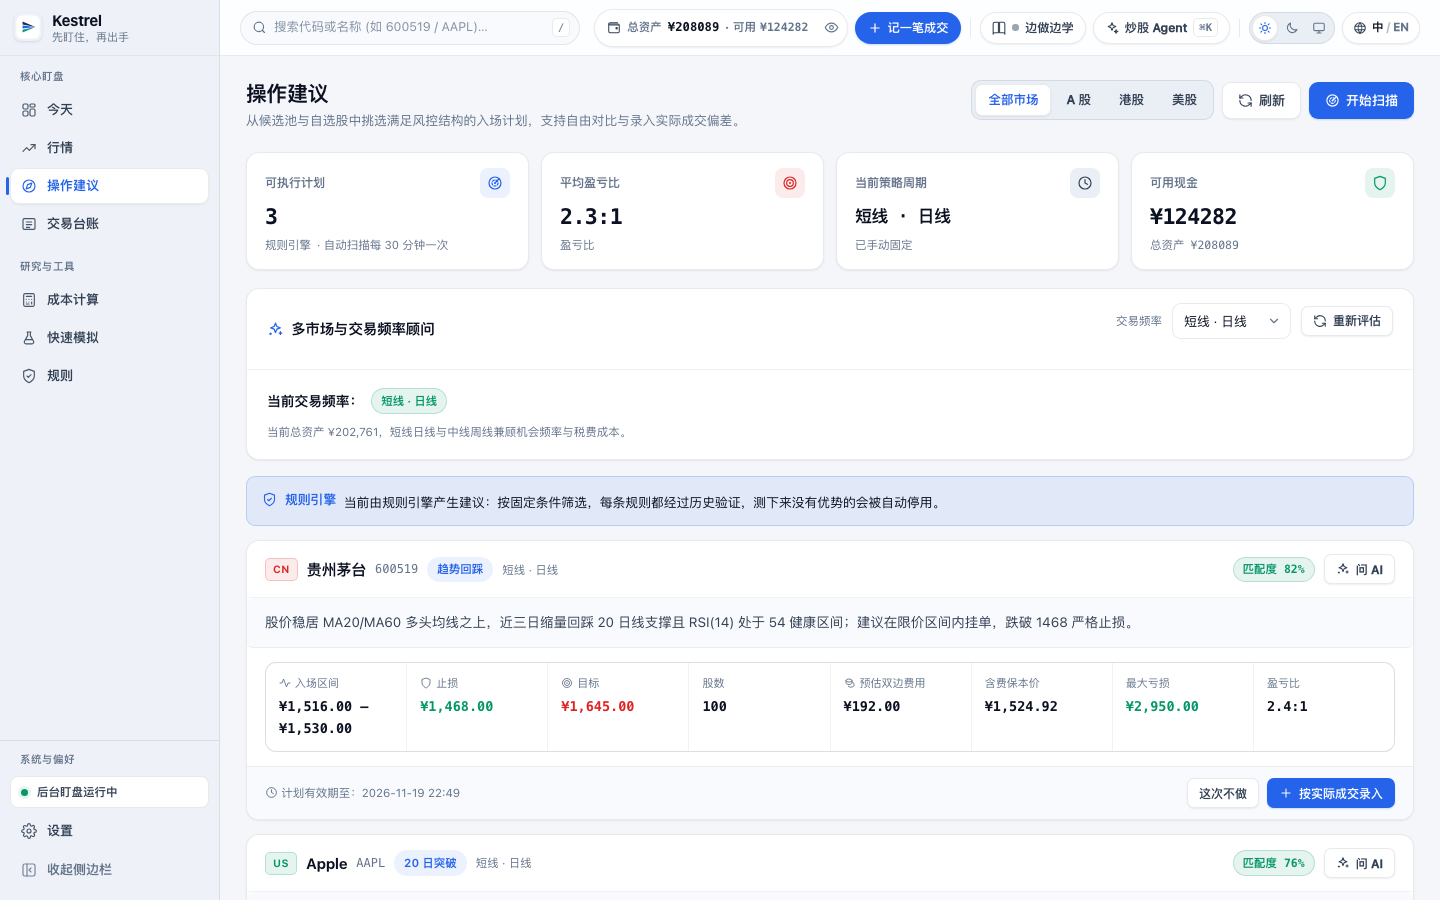 Kestrel
先盯住，再出手
搜索代码或名称 (如 600519 / AAPL)...
/
总资产 ¥208089 · 可用 ¥124282
记一笔成交
边做边学
炒股 Agent ⌘K
中 / EN
核心盯盘
今天
行情
操作建议
交易台账
研究与工具
成本计算
快速模拟
规则
系统与偏好
后台盯盘运行中
设置
收起侧边栏
操作建议
从候选池与自选股中挑选满足风控结构的入场计划，支持自由对比与录入实际成交偏差。
全部市场
A 股
港股
美股
刷新
开始扫描
可执行计划
3
规则引擎 · 自动扫描每 30 分钟一次
平均盈亏比
2.3:1
盈亏比
当前策略周期
短线 · 日线
已手动固定
可用现金
¥124282
总资产 ¥208089
多市场与交易频率顾问
交易频率
短线 · 日线
重新评估
当前交易频率：
短线 · 日线
当前总资产 ¥202,761，短线日线与中线周线兼顾机会频率与税费成本。
规则引擎 当前由规则引擎产生建议：按固定条件筛选，每条规则都经过历史验证，测下来没有优势的会被自动停用。
CN 贵州茅台 600519 趋势回踩 短线 · 日线
匹配度 82%
问 AI
股价稳居 MA20/MA60 多头均线之上，近三日缩量回踩 20 日线支撑且 RSI(14) 处于 54 健康区间；建议在限价区间内挂单，跌破 1468 严格止损。
入场区间
¥1,516.00 –
¥1,530.00
止损
¥1,468.00
目标
¥1,645.00
股数
100
预估双边费用
¥192.00
含费保本价
¥1,524.92
最大亏损
¥2,950.00
盈亏比
2.4:1
计划有效期至：2026-11-19 22:49
这次不做
按实际成交录入
US Apple AAPL 20 日突破 短线 · 日线
匹配度 76%
问 AI